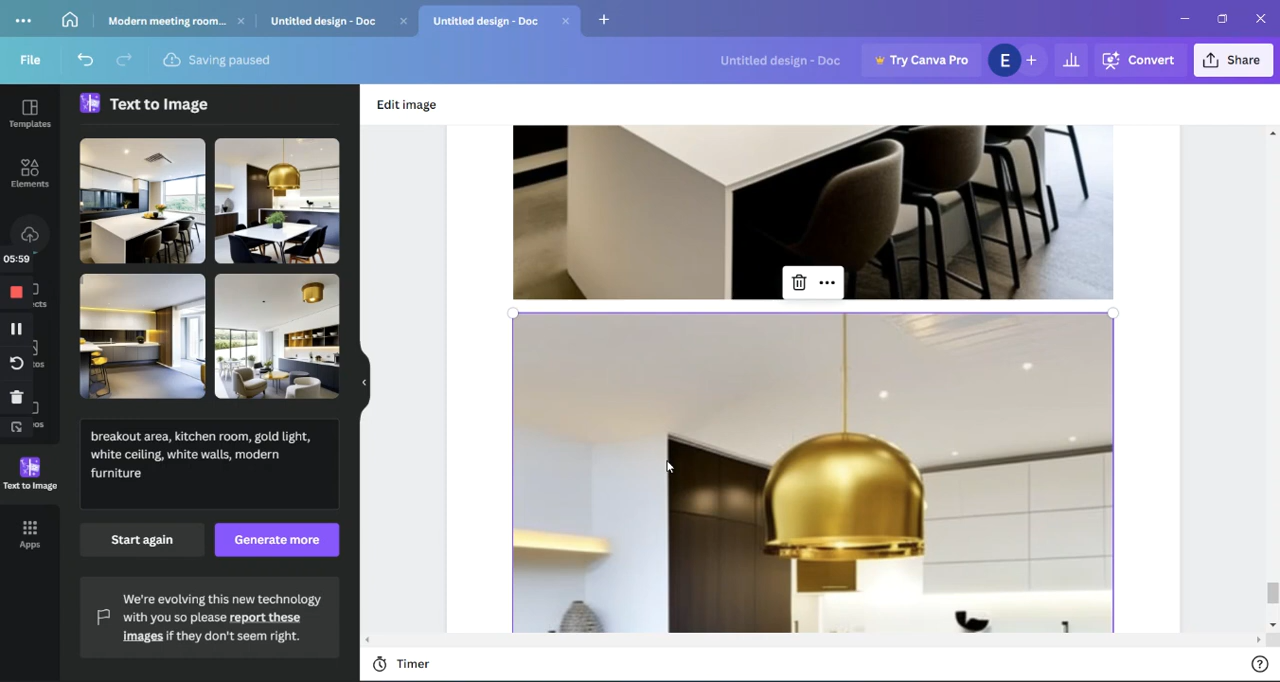 Modern meeting room...
Untitled design - Doc
Untitled design - Doc
File
Saving paused
Untitled design - Doc
Try Canva Pro
E
Convert
Share
Templates
Elements
05:59
ects
os
os
Text to Image
Apps
Text to Image
breakout area, kitchen room, gold light,
white ceiling, white walls, modern
furniture
Start again
Generate more
We're evolving this new technology
with you so please report these
images if they don't seem right.
Edit image
Timer